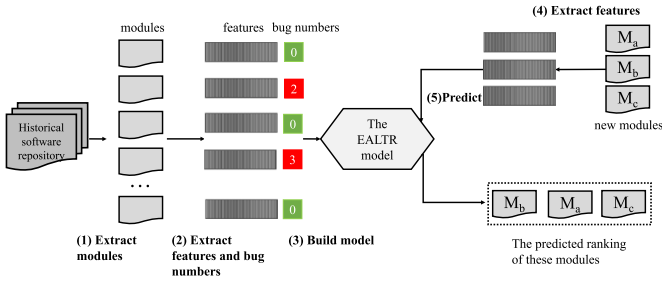 (4) Extract features
modules
features
bug numbers
0
2
0
3
0
Historical
software
repository
...
(1) Extract
modules
(2) Extract
features and bug
numbers
(3) Build model
The
EALTR
model
(5)Predict
Ma
Mb
Mc
new modules
Mb
Ma
Mc
The predicted ranking
of these modules